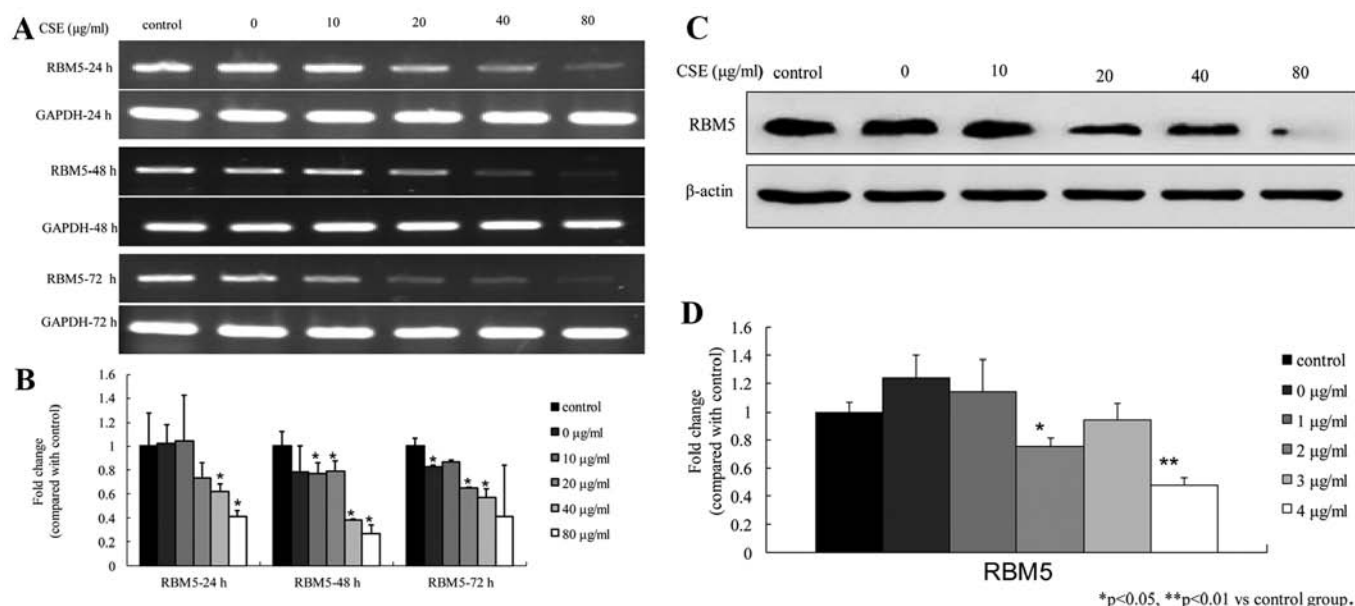 A
CSE (µg/ml) control 0 10 20 40 80
RBM5-24 h
GAPDH-24 h
RBM5-48 h
GAPDH-48 h
RBM5-72 h
GAPDH-72 h
B
Fold change
(compared with control)
1.6
1.4
1.2
1
0.8
0.6
0.4
0.2
0
* * * * * * * * *
RBM5-24 h RBM5-48 h RBM5-72 h
control
0 µg/ml
10 µg/ml
20 µg/ml
40 µg/ml
80 µg/ml
C
CSE (µg/ml) control 0 10 20 40 80
RBM5
β-actin
D
Fold change
(compared with control)
1.6
1.4
1.2
1
0.8
0.6
0.4
0.2
0
* **
RBM5
control
0 µg/ml
1 µg/ml
2 µg/ml
3 µg/ml
4 µg/ml
*p<0.05, **p<0.01 vs control group.